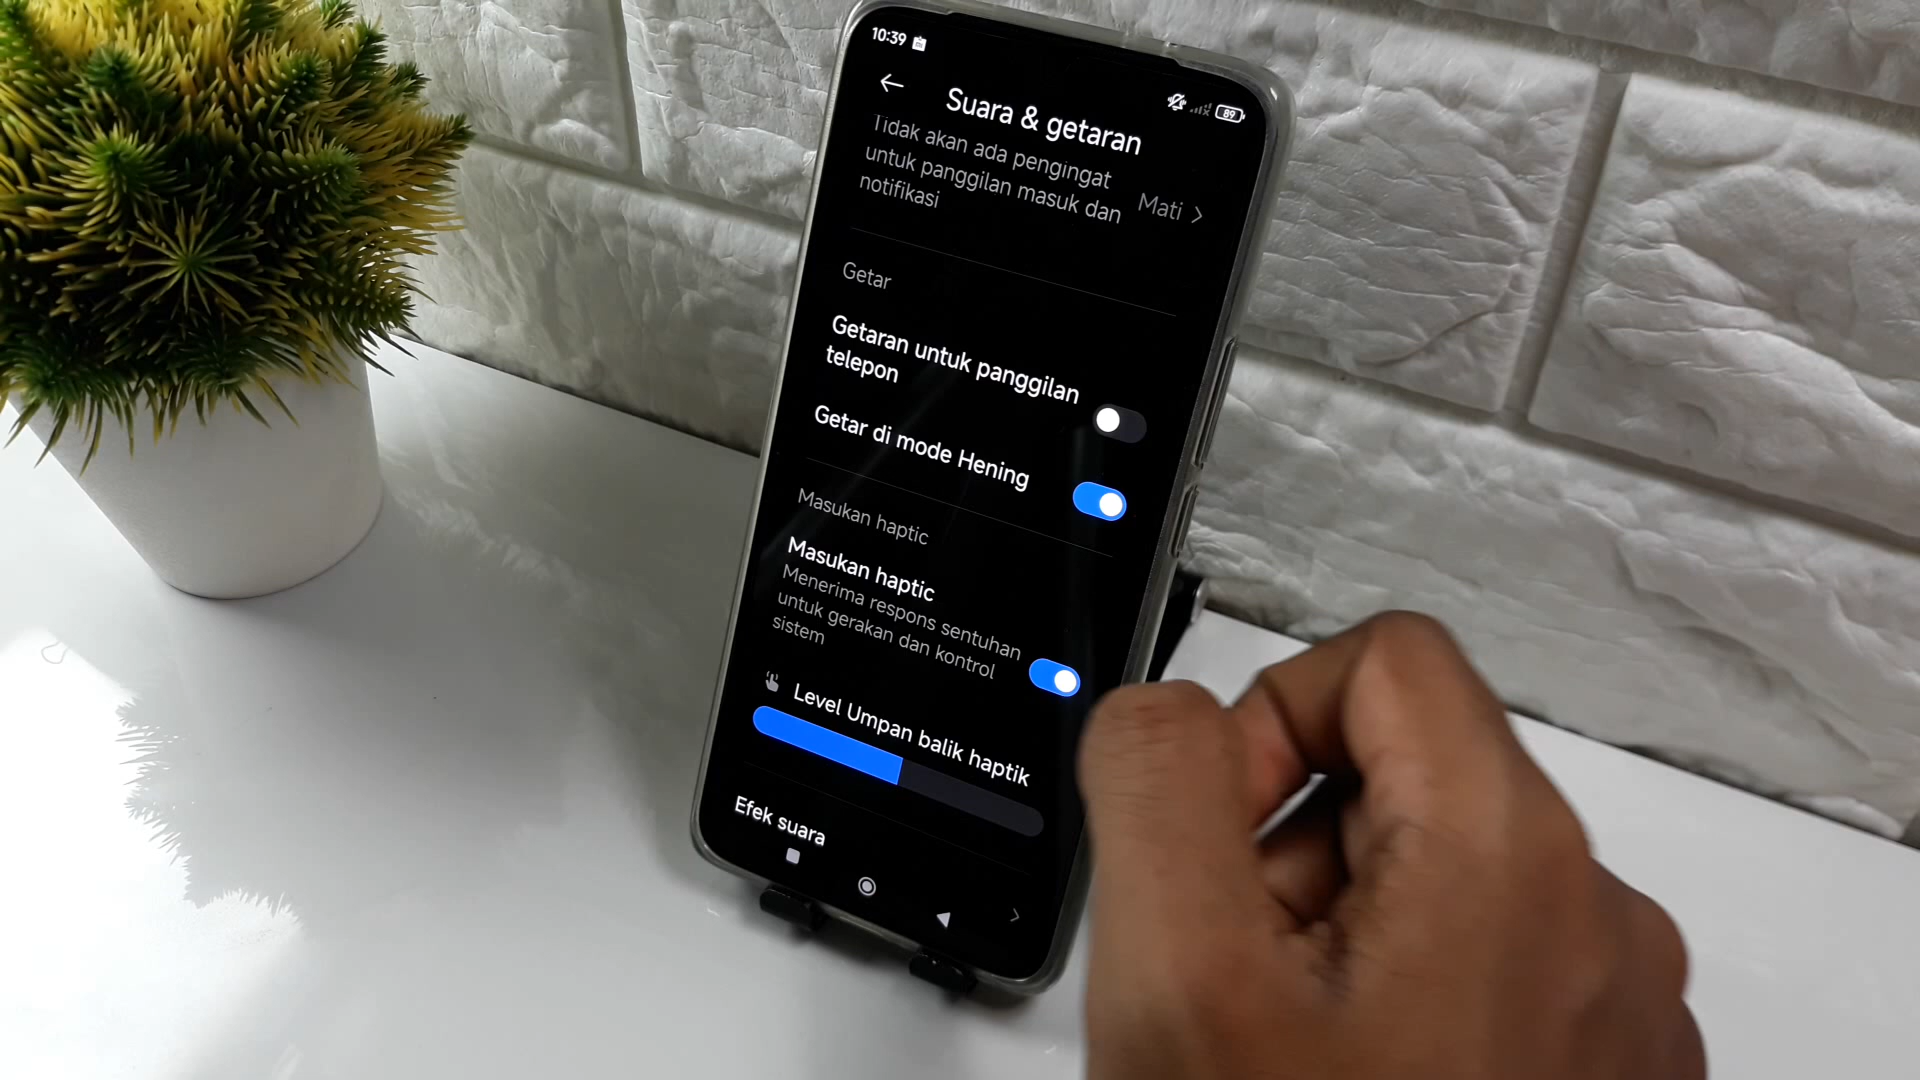 10:39
89
Suara & getaran
Tidak akan ada pengingat
untuk panggilan masuk dan
notifikasi
Mati
Getar
Getaran untuk panggilan
telepon
Getar di mode Hening
Masukan haptic
Masukan haptic
Menerima respons sentuhan
untuk gerakan dan kontrol
sistem
Level Umpan balik haptik
Efek suara